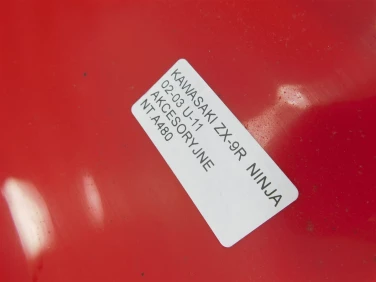 KAWASAKI ZX-9R NINJA
02-03 U-11
AKCESORYJNE
NT A480